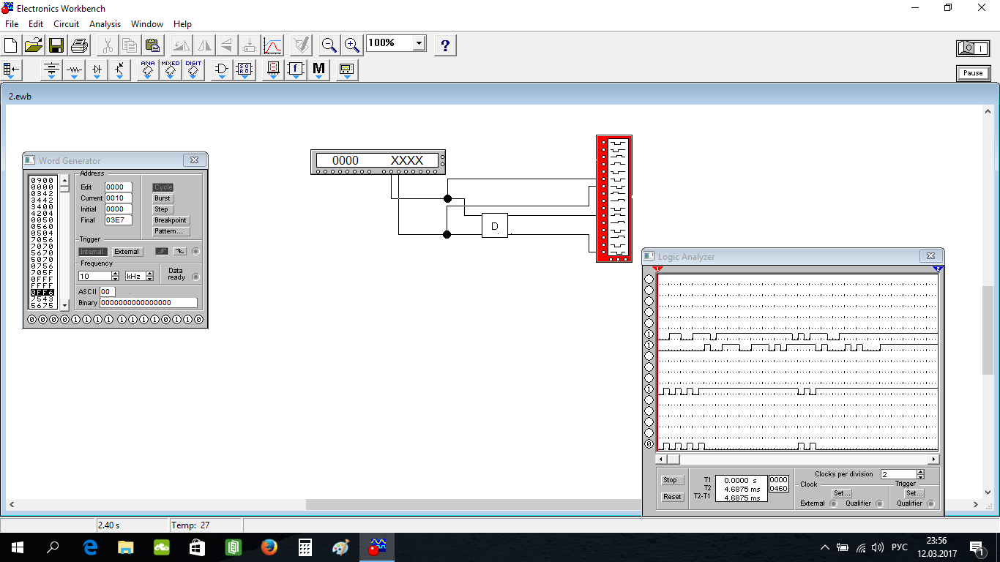 Electronics Workbench
File Edit Circuit Analysis Window Help
100%
?
I
ANA MIXED DIGIT
f M
Pause
2.ewb
Word Generator
0900
0000
0342
3442
3400
4204
0050
0560
0504
7056
7070
5670
5070
0756
705F
0FFF
FFFF
0FF6
7543
5675
Address
Edit 0000
Current 0010
Initial 0000
Final 03E7
Cycle
Burst
Step
Breakpoint
Pattern...
Trigger
Internal External
Frequency
10 kHz
Data ready
ASCII 00
Binary 0000000000000000
0 0 0 0 1 1 1 1 1 1 1 1 0 1 1 0
0000 XXXX
D
Logic Analyzer
1 2
1
1
1
0
Stop
Reset
T1 0.0000 s 0000
T2 4.6875 ms 0460
T2-T1 4.6875 ms
Clocks per division 2
Clock
Set...
External Qualifier
Trigger
Set...
Qualifier
2.40 s Temp: 27
РУС
23:56
12.03.2017
1